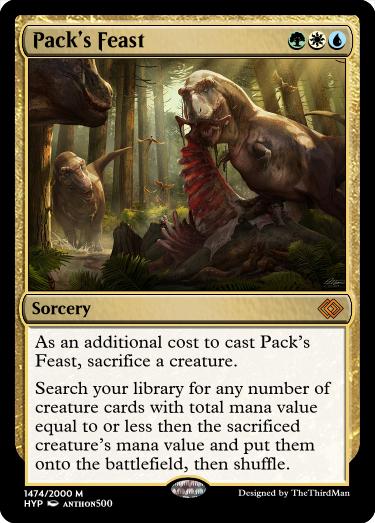 Pack's Feast
Sorcery
As an additional cost to cast Pack's
Feast, sacrifice a creature.
Search your library for any number of
creature cards with total mana value
equal to or less then the sacrificed
creature's mana value and put them
onto the battlefield, then shuffle.
1474/2000 M
HYP ANTHON500
Designed by TheThirdMan